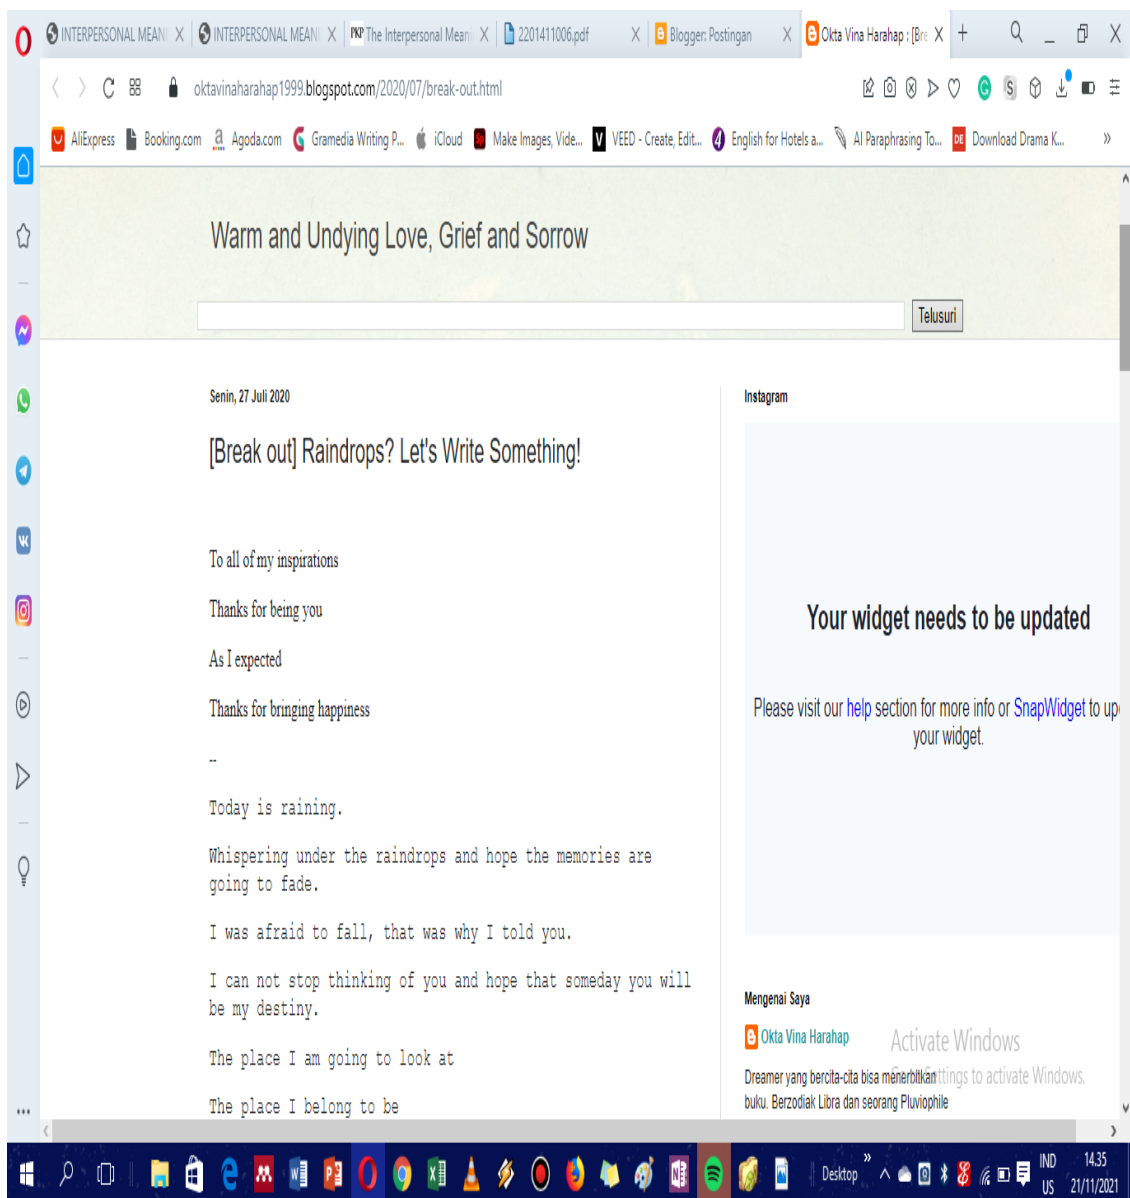 INTERPERSONAL MEANI
INTERPERSONAL MEANI
PKP The Interpersonal Meani
2201411006.pdf
Blogger: Postingan
Okta Vina Harahap : [Bre
oktavinaharahap1999.blogspot.com/2020/07/break-out.html
AliExpress
Booking.com
Agoda.com
Gramedia Writing P...
iCloud
Make Images, Vide...
VEED - Create, Edit...
English for Hotels a...
AI Paraphrasing To...
Download Drama K...
Warm and Undying Love, Grief and Sorrow
Telusuri
Senin, 27 Juli 2020
[Break out] Raindrops? Let's Write Something!
To all of my inspirations
Thanks for being you
As I expected
Thanks for bringing happiness
--
Today is raining.
Whispering under the raindrops and hope the memories are
going to fade.
I was afraid to fall, that was why I told you.
I can not stop thinking of you and hope that someday you will
be my destiny.
The place I am going to look at
The place I belong to be
Instagram
Your widget needs to be updated
Please visit our help section for more info or SnapWidget to up
your widget.
Mengenai Saya
Okta Vina Harahap
Dreamer yang bercita-cita bisa menerbitkan
buku. Berzodiak Libra dan seorang Pluviophile
Activate Windows
Settings to activate Windows.
Desktop
IND
US
14.35
21/11/2021